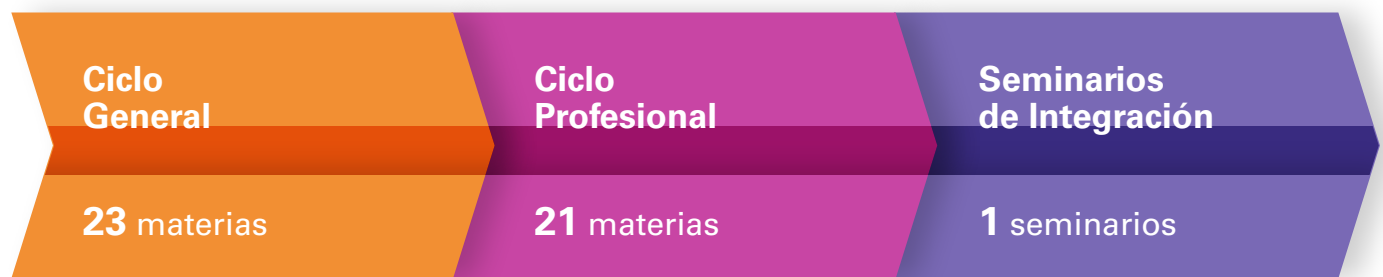 Ciclo
General
23 materias
Ciclo
Profesional
21 materias
Seminarios
de Integración
1 seminarios